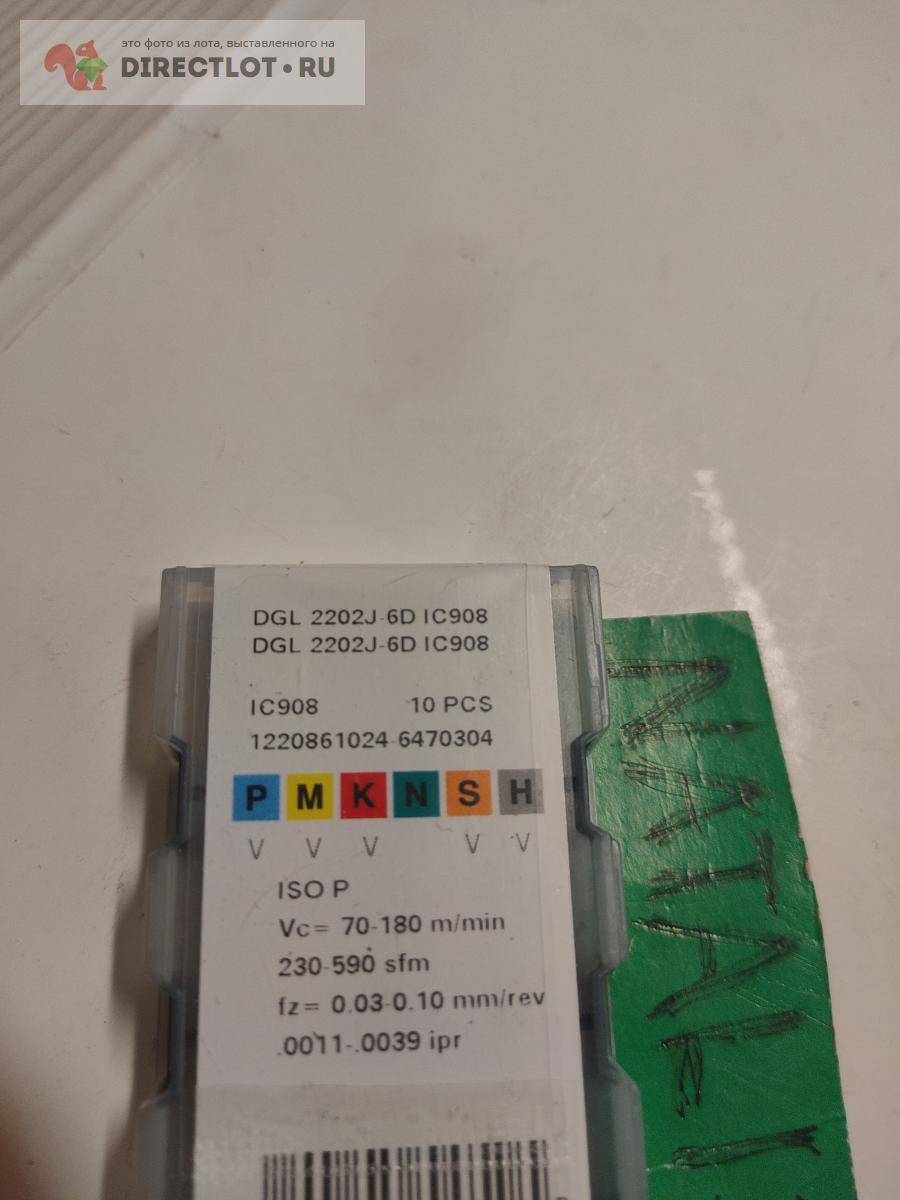 это фото из лота, выставленного на
DIRECTLOT•RU
DGL 2202J-6D IC908
DGL 2202J-6D IC908
IC908 10 PCS
1220861024-6470304
P M K N S H
V V V V V
ISO P
Vc= 70-180 m/min
230-590 sfm
fz= 0.03-0.10 mm/rev
.0011-.0039 ipr